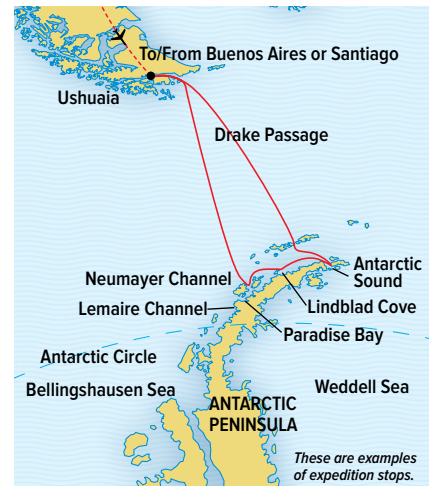 To/From Buenos Aires or Santiago
Ushuaia
Drake Passage
Antarctic
Sound
Neumayer Channel
Lindblad Cove
Lemaire Channel
Paradise Bay
Antarctic Circle
Weddell Sea
Bellingshausen Sea
ANTARCTIC
PENINSULA
These are examples
of expedition stops.